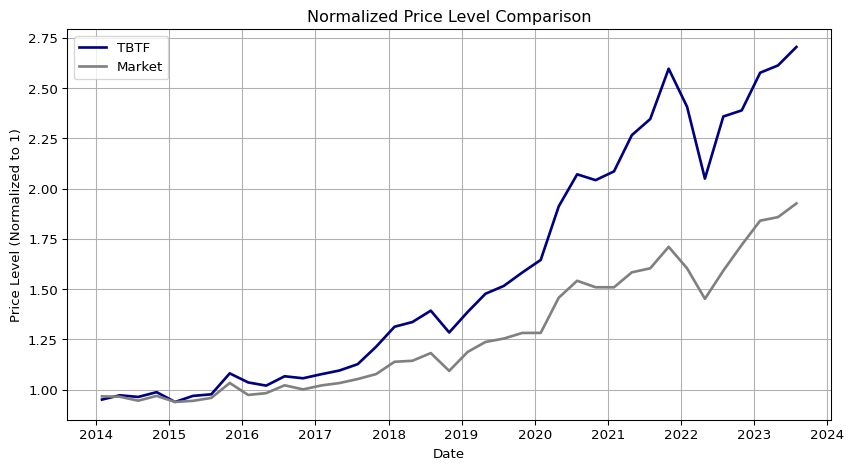 Normalized Price Level Comparison
TBTF
Market
Price Level (Normalized to 1)
2.75
2.50
2.25
2.00
1.75
1.50
1.25
1.00
2014 2015 2016 2017 2018 2019 2020 2021 2022 2023 2024
Date